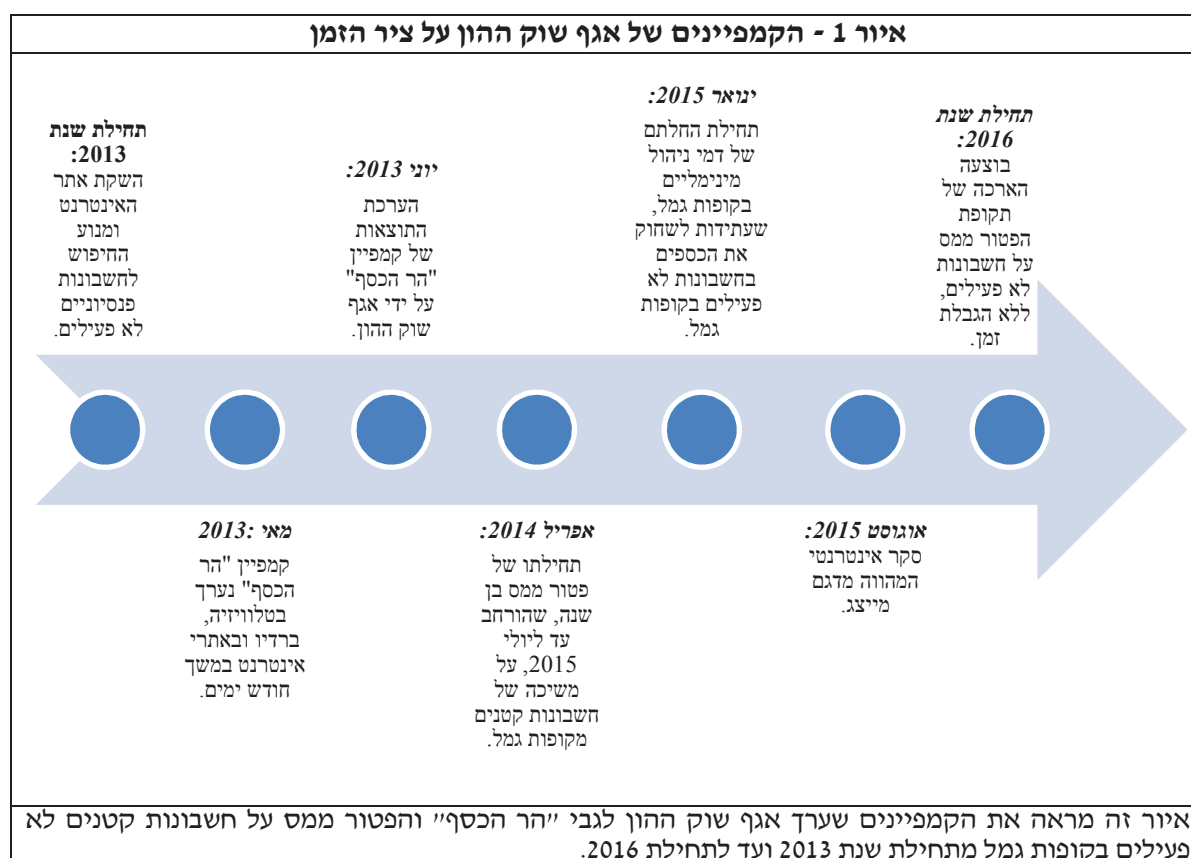 איור 1 - הקמפיינים של אגף שוק ההון על ציר הזמן
תחילת שנת
2013:
השקת אתר
האינטרנט
ומנוע
החיפוש
לחשבונות
פנסיוניים
לא פעילים.
מאי :2013
קמפיין "הר
הכסף" נערך
בטלוויזיה,
ברדיו ובאתרי
אינטרנט במשך
חודש ימים.
יוני 2013:
הערכת
התוצאות
של קמפיין
"הר הכסף"
על ידי אגף
שוק ההון.
אפריל 2014:
תחילתו של
פטור ממס בן
שנה, שהורחב
עד ליולי
2015, על
משיכה של
חשבונות קטנים
מקופות גמל.
ינואר 2015:
תחילת החלתם
של דמי ניהול
מינימליים
בקופות גמל,
שעתידות לשחוק
את הכספים
בחשבונות לא
פעילים בקופות
גמל.
אוגוסט 2015:
סקר אינטרנטי
המהווה מדגם
מייצג.
תחילת שנת
2016:
בוצעה
הארכה של
תקופת
הפטור ממס
על חשבונות
לא פעילים,
ללא הגבלת
זמן.
איור זה מראה את הקמפיינים שערך אגף שוק ההון לגבי ״הר הכסף״ והפטור ממס על חשבונות קטנים לא
פעילים בקופות גמל מתחילת שנת 2013 ועד לתחילת 2016.